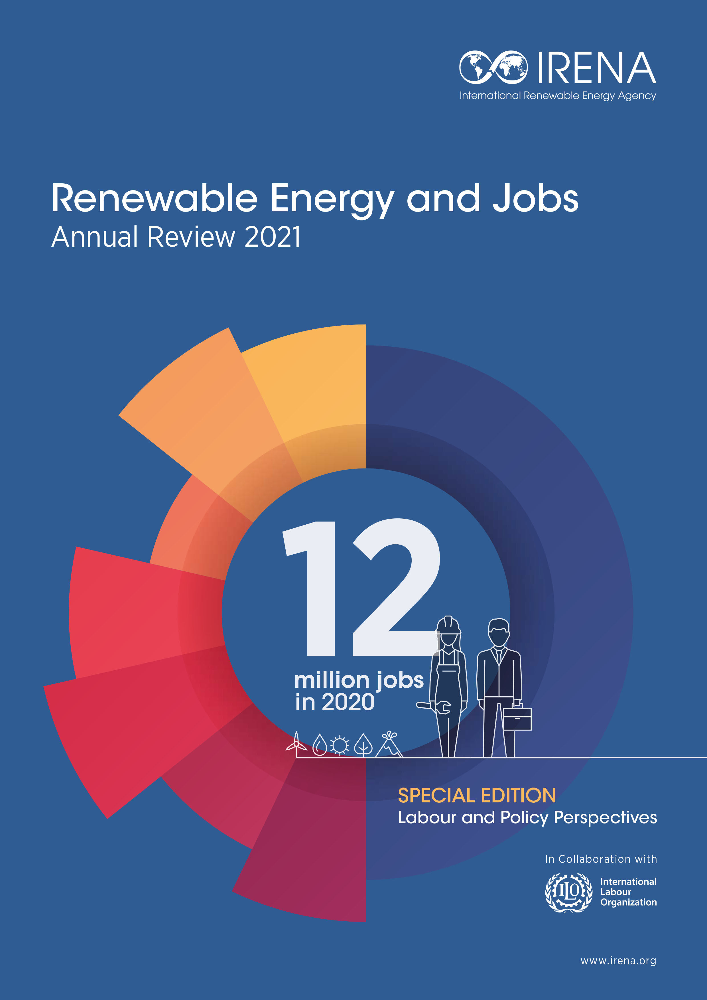 IRENA
International Renewable Energy Agency
Renewable Energy and Jobs
Annual Review 2021
12
million jobs
in 2020
SPECIAL EDITION
Labour and Policy Perspectives
In Collaboration with
ILO
International
Labour
Organization
www.irena.org